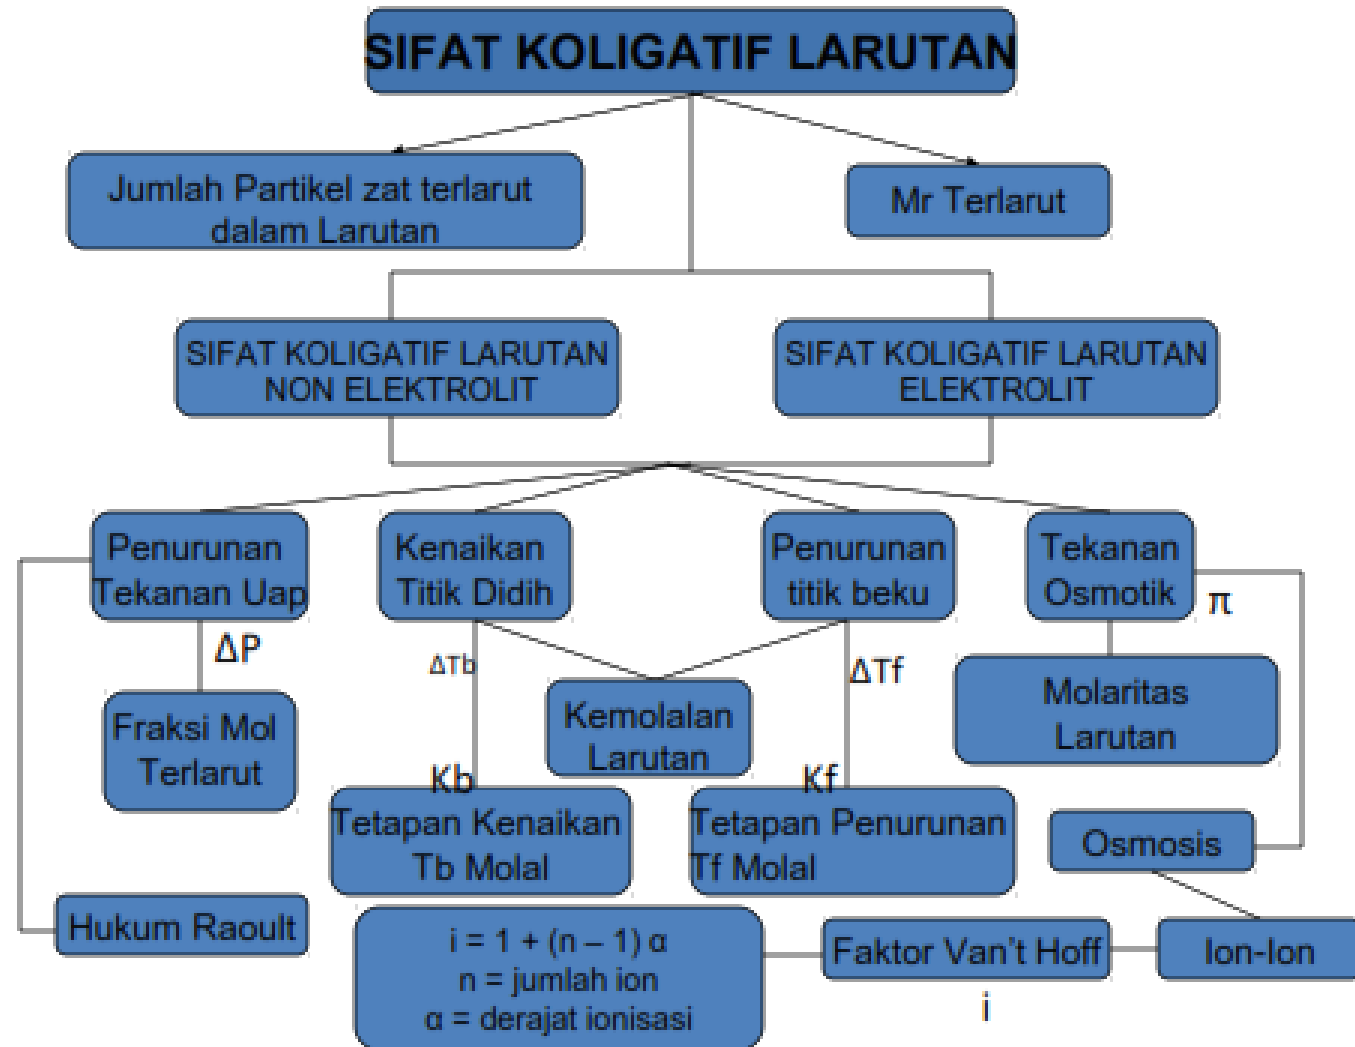 SIFAT KOLIGATIF LARUTAN
Jumlah Partikel zat terlarut
dalam Larutan
Mr Terlarut
SIFAT KOLIGATIF LARUTAN
NON ELEKTROLIT
SIFAT KOLIGATIF LARUTAN
ELEKTROLIT
Penurunan
Tekanan Uap
Kenaikan
Titik Didih
Penurunan
titik beku
Tekanan
Osmotik
π
ΔP
ΔTb
ΔTf
Fraksi Mol
Terlarut
Kemolalan
Larutan
Molaritas
Larutan
Kb
Kf
Tetapan Kenaikan
Tb Molal
Tetapan Penurunan
Tf Molal
Osmosis
Hukum Raoult
i = 1 + (n – 1) α
n = jumlah ion
α = derajat ionisasi
Faktor Van't Hoff
Ion-Ion
i